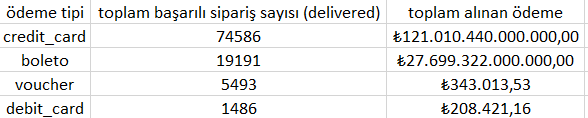 ödeme tipi toplam başarılı sipariş sayısı (delivered) toplam alınan ödeme
credit_card 74586 ₺121.010.440.000.000,00
boleto 19191 ₺27.699.322.000.000,00
voucher 5493 ₺343.013,53
debit_card 1486 ₺208.421,16